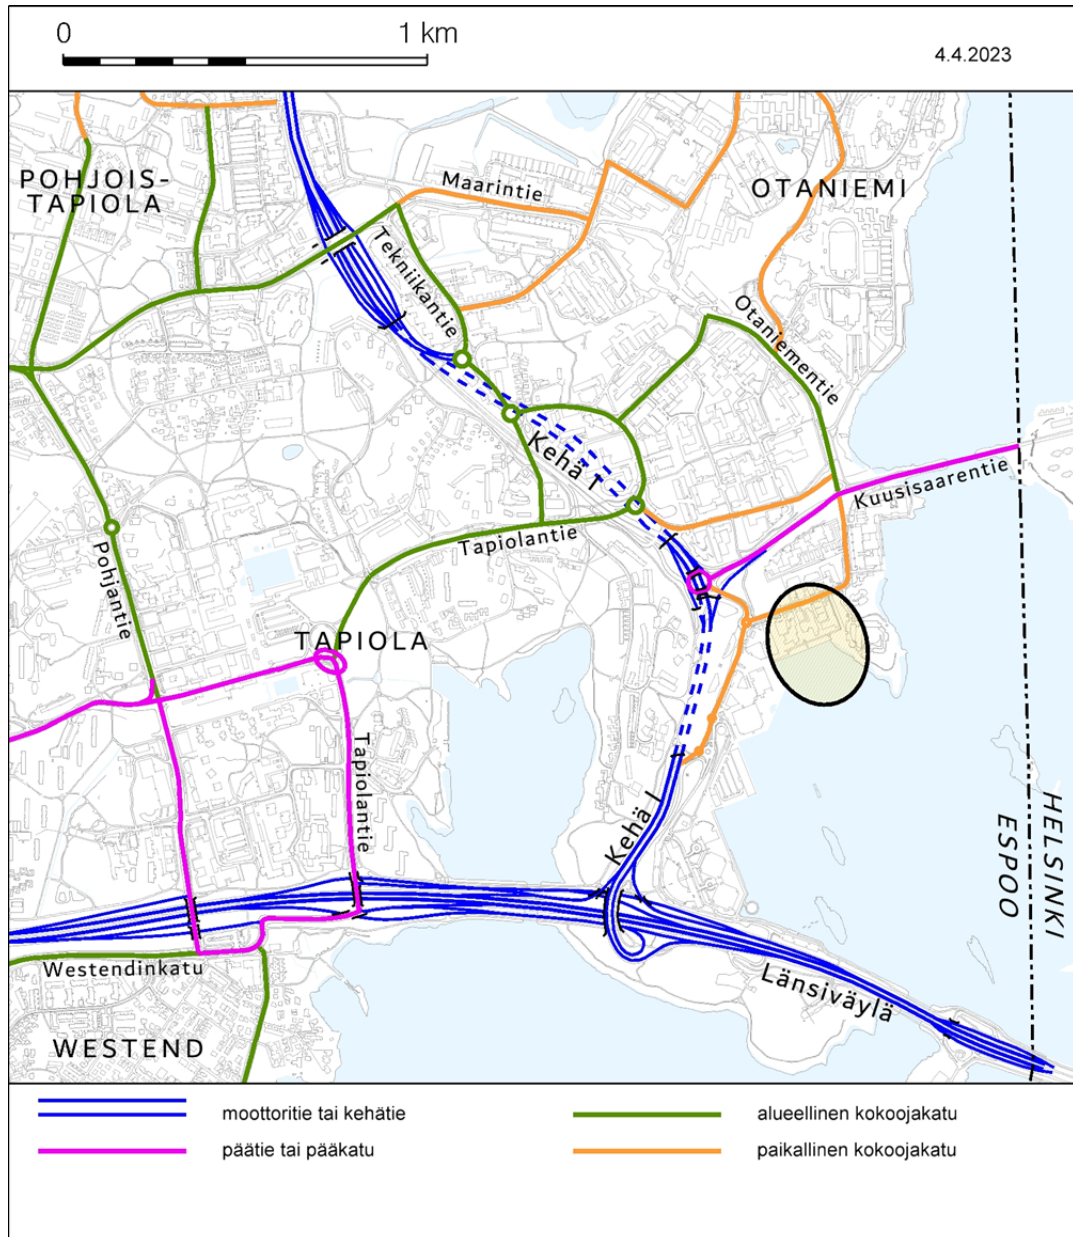 0 1 km
4.4.2023
POHJOIS-
TAPIOLA
Maarintie
OTANIEMI
Tekniikantie
Otaniementie
Kehä I
Kuusisaarentie
Tapiolantie
Pohjantie
TAPIOLA
Tapiolantie
Kehä I
HELSINKI
ESPOO
Westendinkatu
Länsiväylä
WESTEND
moottoritie tai kehätie
alueellinen kokoojakatu
päätie tai pääkatu
paikallinen kokoojakatu